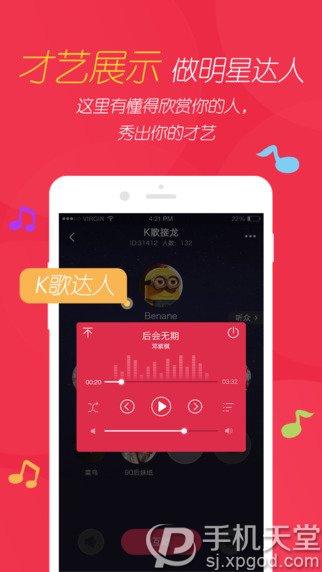 才艺展示 做明星达人
这里有懂得欣赏你的人，
秀出你的才艺
VIRGIN 4:21 PM 22%
K歌接龙
ID:31412 人数：132
K歌达人
Benane
听众
后会无期
邓紫棋
00:20 03:32
菜鸟 90后妹纸
手机天堂
sj.xpgod.com